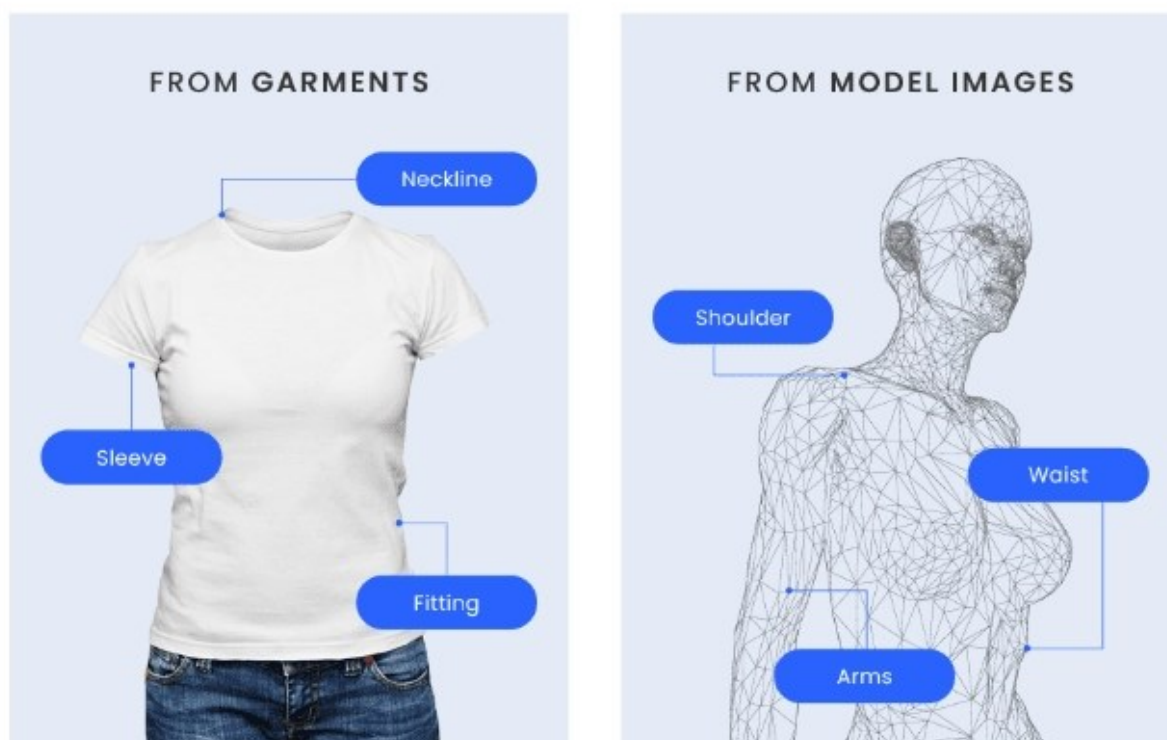 FROM GARMENTS
Neckline
Sleeve
Fitting
FROM MODEL IMAGES
Shoulder
Waist
Arms